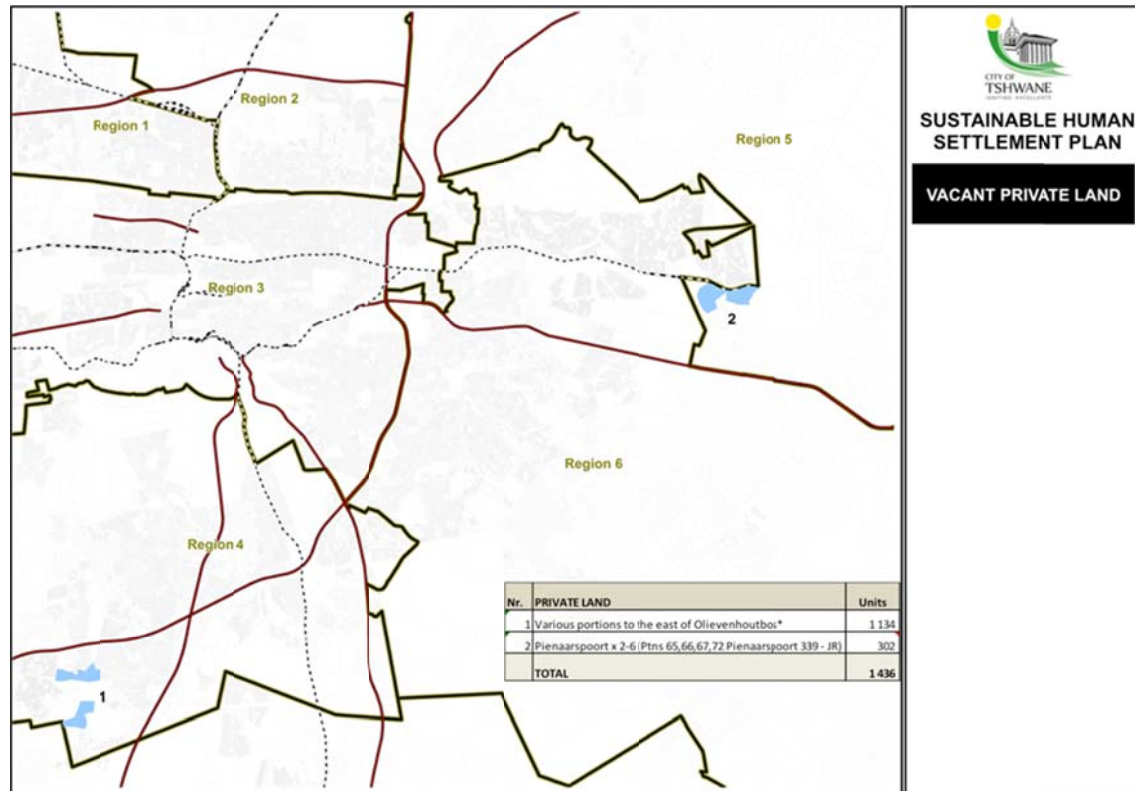 CITY OF
TSHWANE
IGNITING EXCELLENCE
SUSTAINABLE HUMAN
SETTLEMENT PLAN
VACANT PRIVATE LAND
Region 2
Region 1
Region 5
Region 3
2
Region 6
Region 4
1
Nr. PRIVATE LAND Units
1 Various portions to the east of Olievenhoutbos* 1 134
2 Pienaarspoort x 2-6 (Ptns 65,66,67,72 Pienaarspoort 339 - JR) 302
TOTAL 1 436